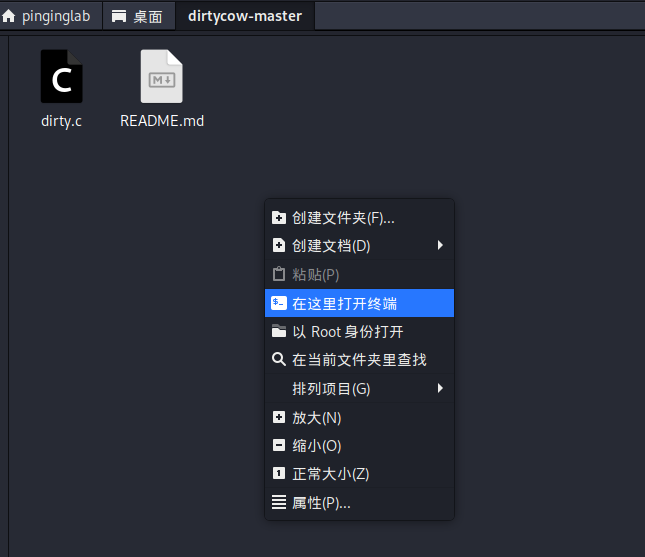 pinginglab 桌面 dirtycow-master
C M↓
dirty.c README.md
创建文件夹(F)...
创建文档(D)
粘贴(P)
$_ 在这里打开终端
以 Root 身份打开
在当前文件夹里查找
排列项目(G)
放大(N)
缩小(O)
1 正常大小(Z)
属性(P)...